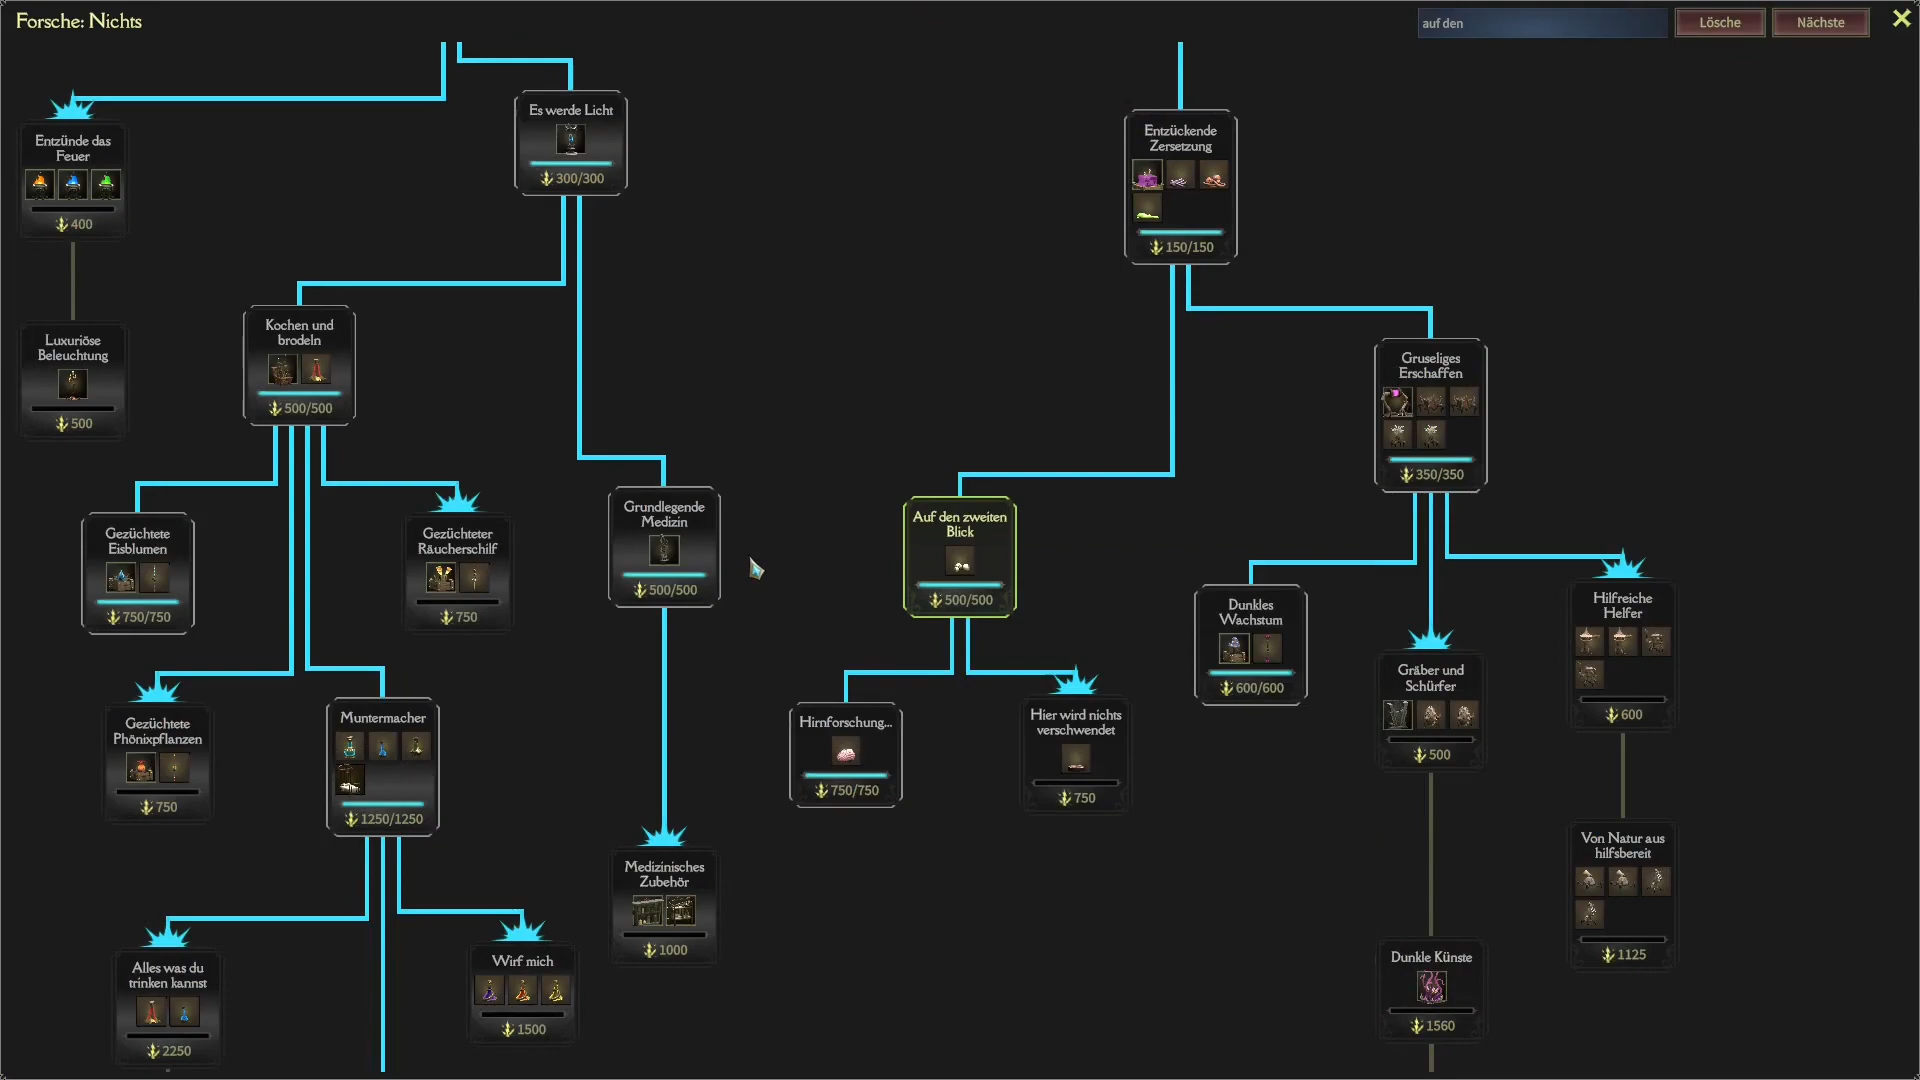 Forsche: Nichts
auf den
Lösche
Nächste
Es werde Licht
300/300
Entzünde das
Feuer
400
Entzückende
Zersetzung
150/150
Kochen und
brodeln
500/500
Luxuriöse
Beleuchtung
500
Gruseliges
Erschaffen
350/350
Grundlegende
Medizin
500/500
Auf den zweiten
Blick
500/500
Gezüchtete
Eisblumen
750/750
Gezüchteter
Räucherschilf
750
Dunkles
Wachstum
600/600
Hilfreiche
Helfer
600
Gräber und
Schürfer
500
Gezüchtete
Phönixpflanzen
750
Muntermacher
1250/1250
Hirnforschung...
750/750
Hier wird nichts
verschwendet
750
Von Natur aus
hilfsbereit
1125
Medizinisches
Zubehör
1000
Alles was du
trinken kannst
2250
Wirf mich
1500
Dunkle Künste
1560